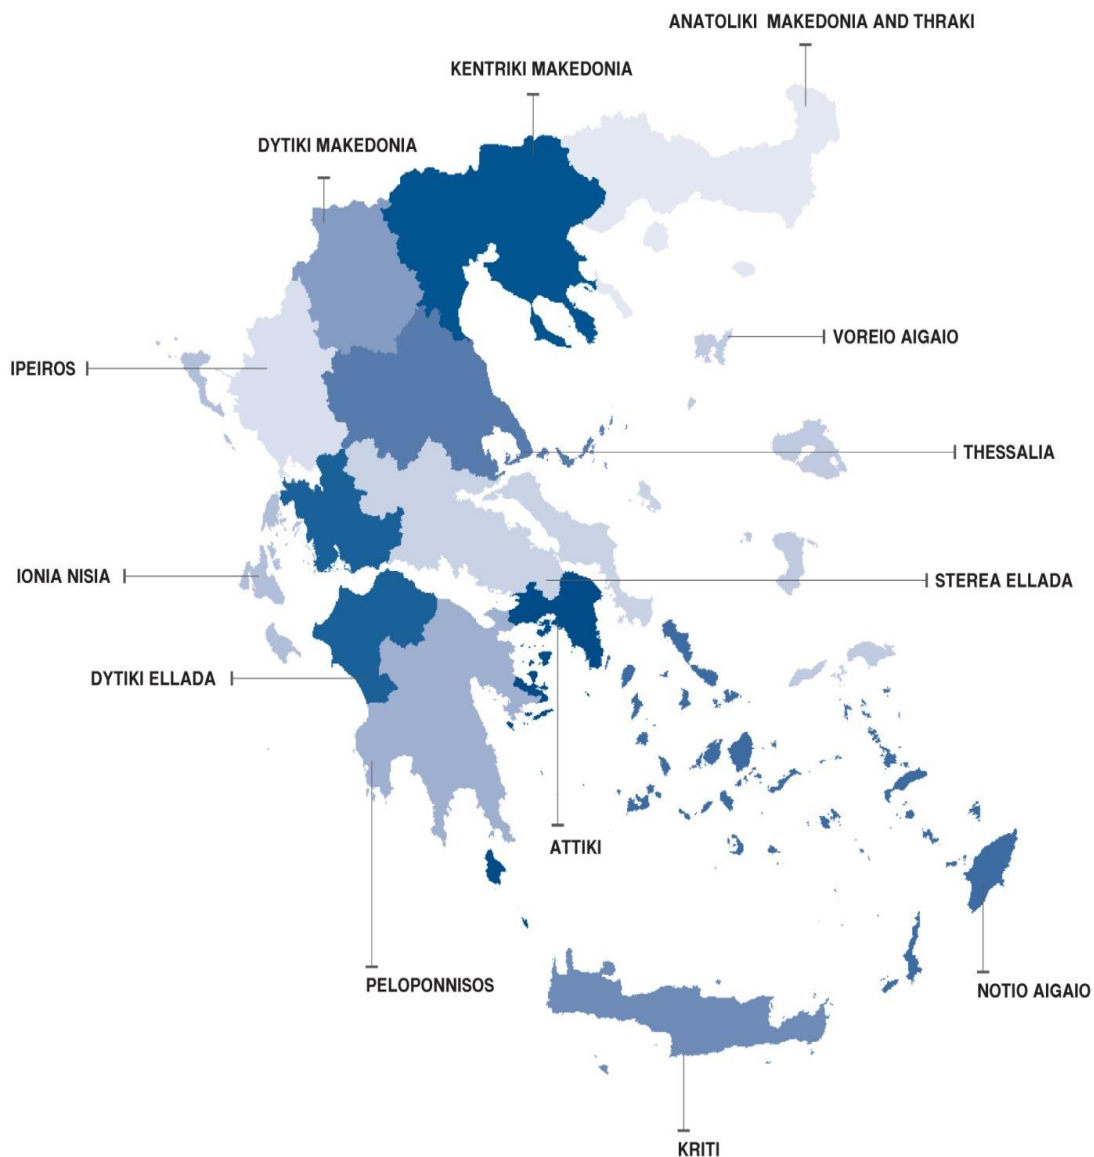 ANATOLIKI MAKEDONIA AND THRAKI
KENTRIKI MAKEDONIA
DYTIKI MAKEDONIA
VOREIO AIGAIO
IPEIROS
THESSALIA
IONIA NISIA
STEREA ELLADA
DYTIKI ELLADA
ATTIKI
PELOPONNISOS
NOTIO AIGAIO
KRITI